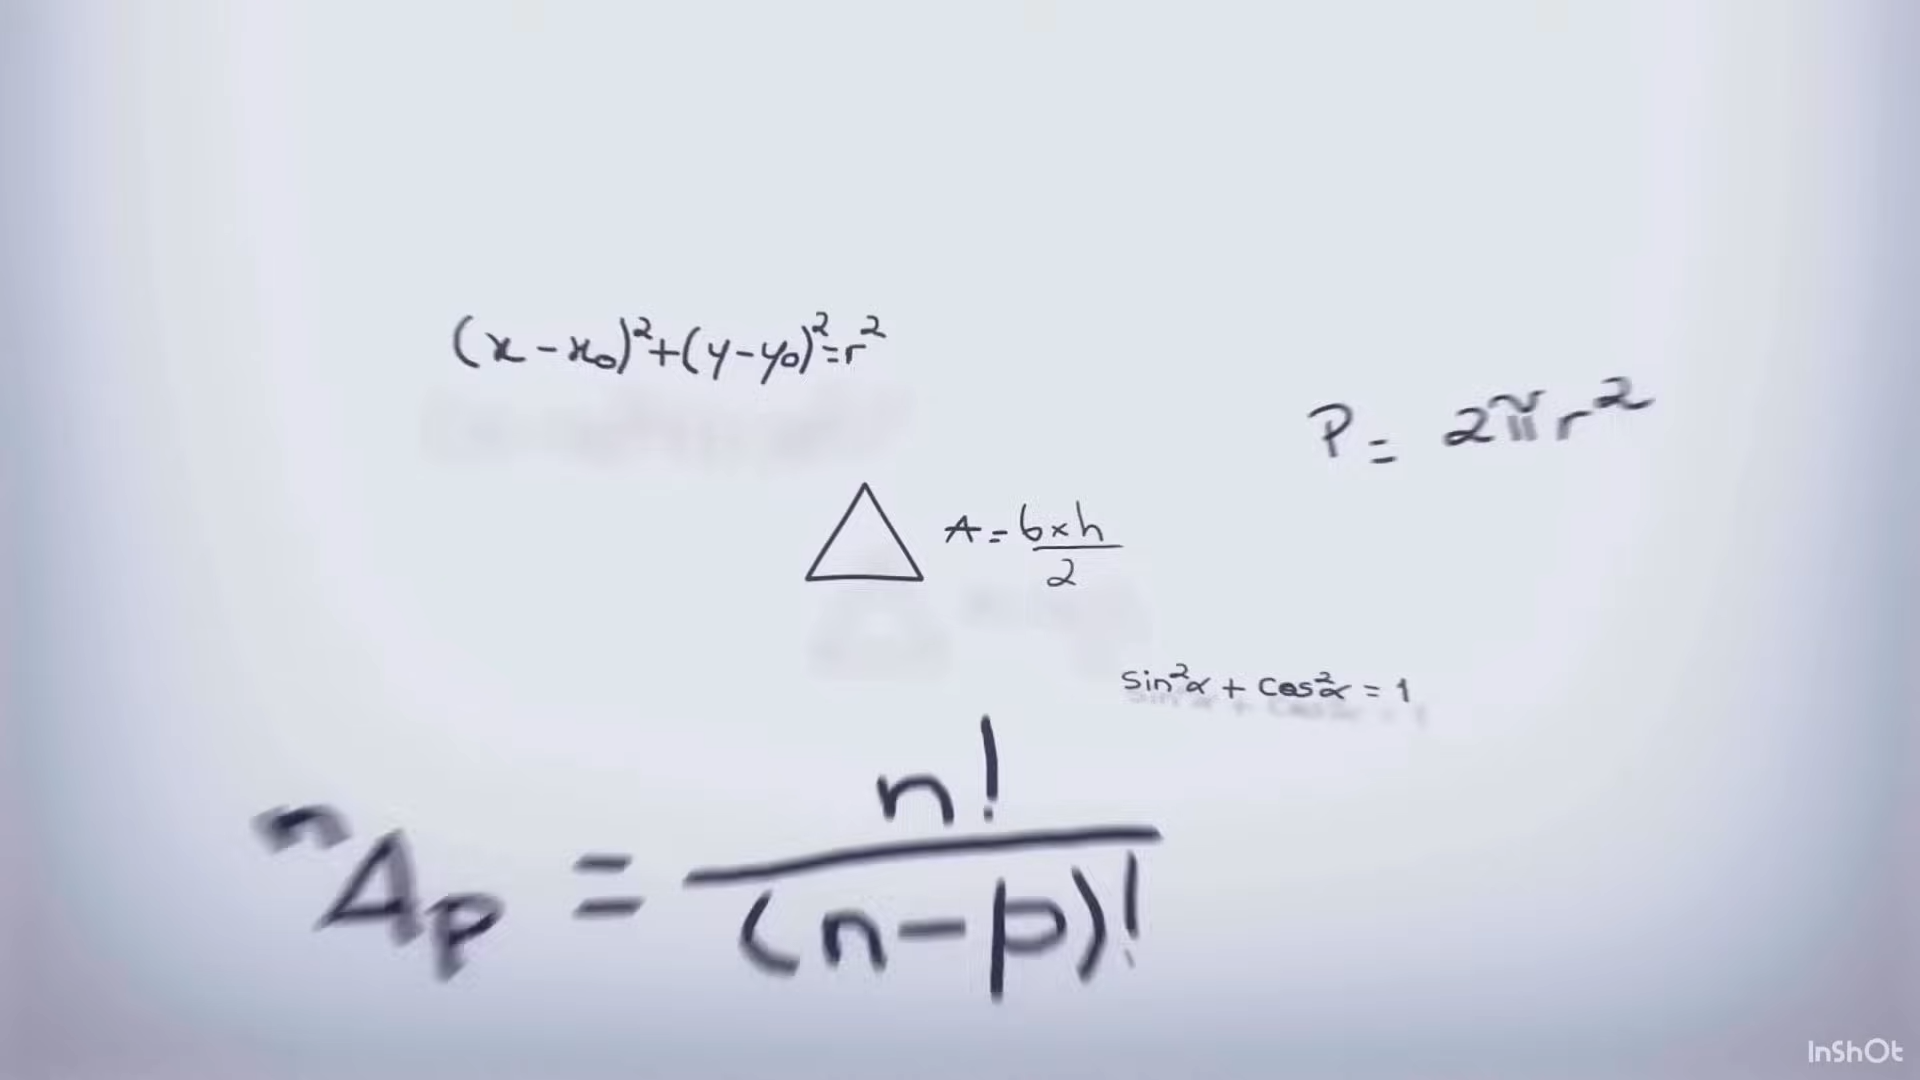 (x-x₀)²+(y-y₀)²=r²
P = 2πr²
A = b×h
2
sin²α + cos²α = 1
n!
ⁿAₚ =
(n-p)!
InShOt